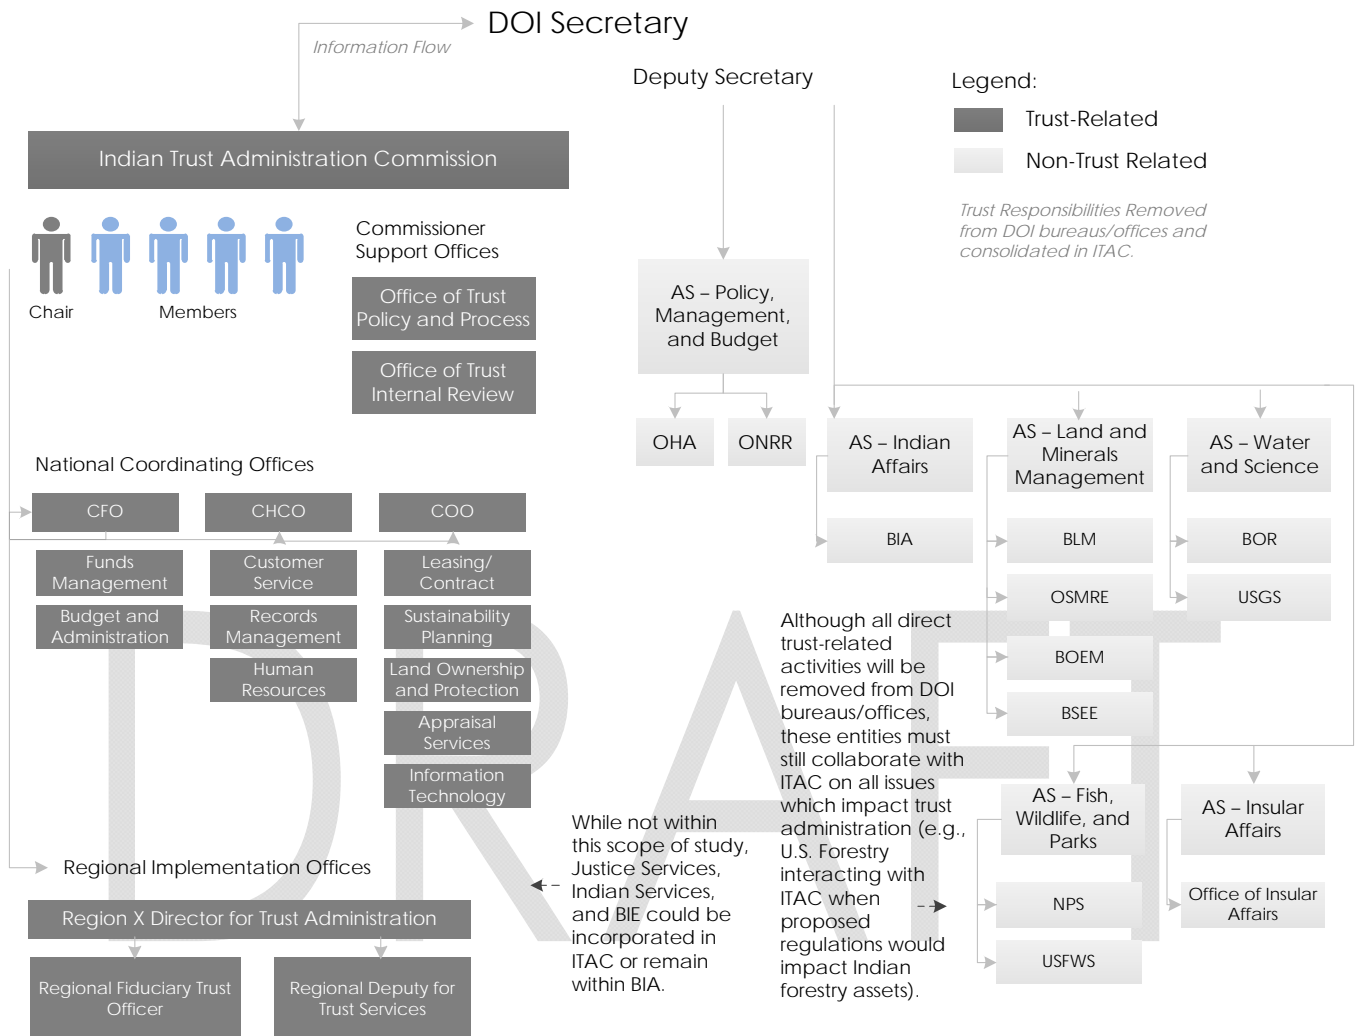 DOI Secretary
Information Flow
Deputy Secretary
Legend:
Trust-Related
Non-Trust Related
Trust Responsibilities Removed
from DOI bureaus/offices and
consolidated in ITAC.
Indian Trust Administration Commission
Chair
Members
Commissioner
Support Offices
Office of Trust
Policy and Process
Office of Trust
Internal Review
AS – Policy,
Management,
and Budget
OHA
ONRR
AS – Indian
Affairs
BIA
AS – Land and
Minerals
Management
BLM
OSMRE
BOEM
BSEE
AS – Water
and Science
BOR
USGS
National Coordinating Offices
CFO
Funds
Management
Budget and
Administration
CHCO
Customer
Service
Records
Management
Human
Resources
COO
Leasing/
Contract
Sustainability
Planning
Land Ownership
and Protection
Appraisal
Services
Information
Technology
Although all direct
trust-related
activities will be
removed from DOI
bureaus/offices,
these entities must
still collaborate with
ITAC on all issues
which impact trust
administration (e.g.,
U.S. Forestry
interacting with
ITAC when
proposed
regulations would
impact Indian
forestry assets).
AS – Fish,
Wildlife, and
Parks
NPS
USFWS
AS – Insular
Affairs
Office of Insular
Affairs
While not within
this scope of study,
Justice Services,
Indian Services,
and BIE could be
incorporated in
ITAC or remain
within BIA.
Regional Implementation Offices
Region X Director for Trust Administration
Regional Fiduciary Trust
Officer
Regional Deputy for
Trust Services
DRAFT